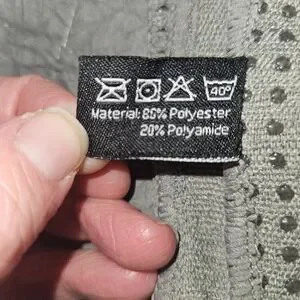 40°
Material: 80% Polyester
20% Polyamide